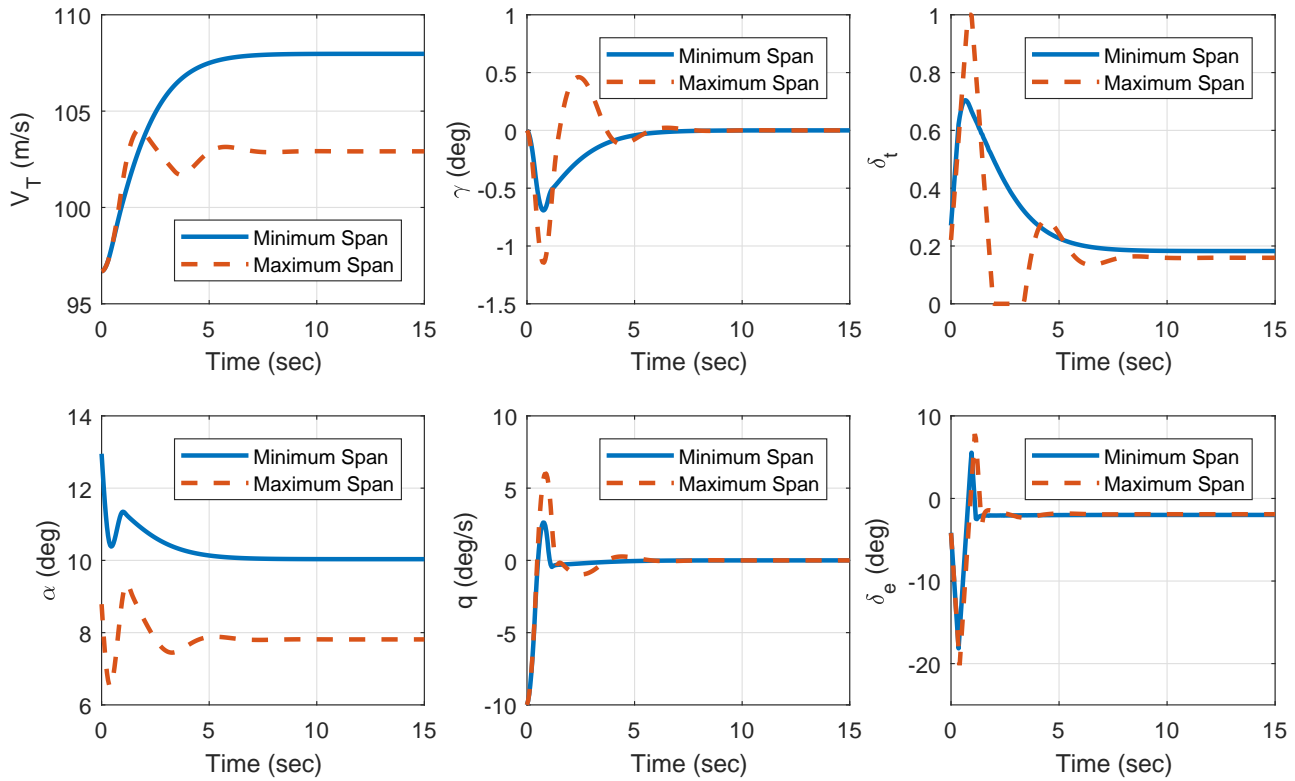 110
105
100
95
V_T (m/s)
Minimum Span
Maximum Span
0 5 10 15
Time (sec)
1
0.5
0
-0.5
-1
-1.5
γ (deg)
Minimum Span
Maximum Span
0 5 10 15
Time (sec)
1
0.8
0.6
0.4
0.2
0
δ_t
Minimum Span
Maximum Span
0 5 10 15
Time (sec)
14
12
10
8
6
α (deg)
Minimum Span
Maximum Span
0 5 10 15
Time (sec)
10
5
0
-5
-10
q (deg/s)
Minimum Span
Maximum Span
0 5 10 15
Time (sec)
10
0
-10
-20
δ_e (deg)
Minimum Span
Maximum Span
0 5 10 15
Time (sec)